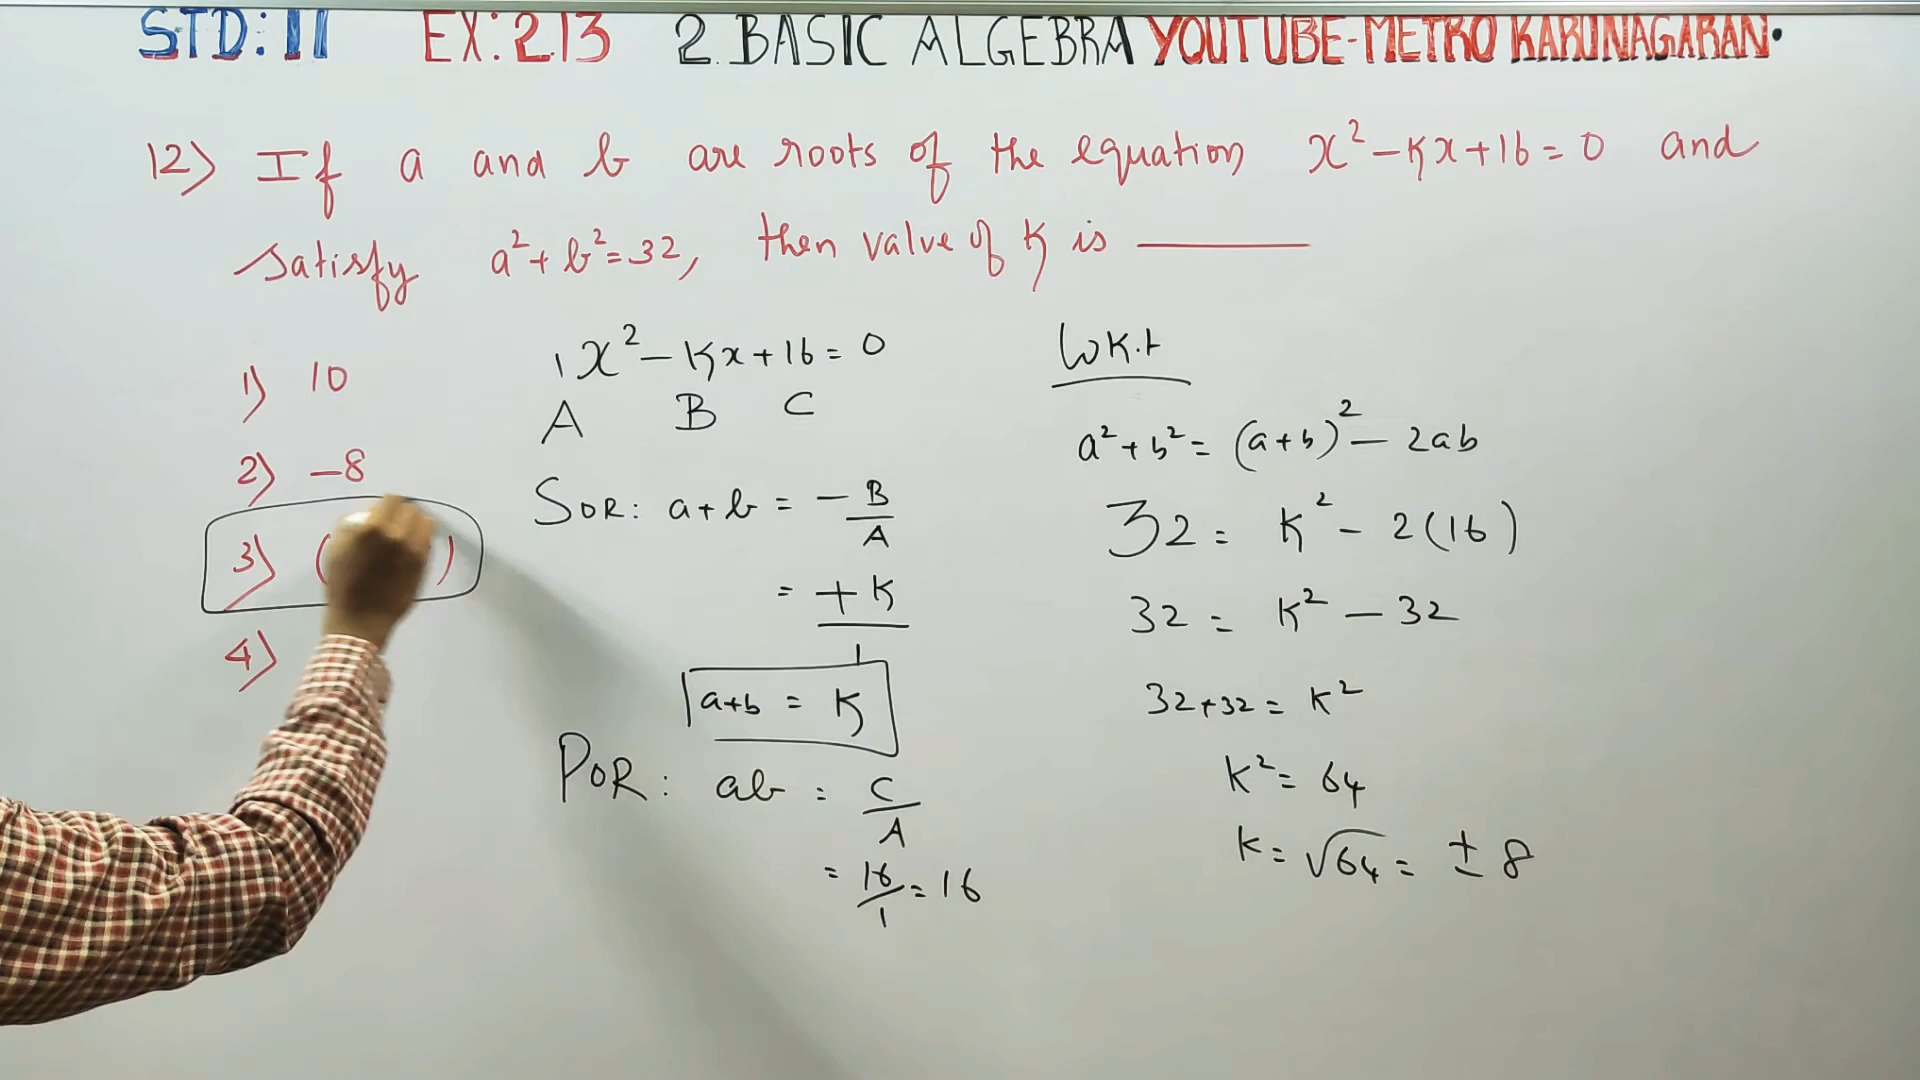 STD: 11 EX: 2.13 2. BASIC ALGEBRA YOUTUBE-METRO KARUNAGARAN.
12) If a and b are roots of the equation x² - Kx + 16 = 0 and
satisfy a² + b² = 32, then value of K is ______
1) 10
2) -8
3) ( )
4)
1x² - Kx + 16 = 0
A B C
SOR: a + b = - B/A
= +K/1
a+b = K
POR: ab = C/A
= 16/1 = 16
W.K.t
a² + b² = (a+b)² - 2ab
32 = K² - 2(16)
32 = K² - 32
32+32 = K²
K² = 64
K = √64 = ± 8